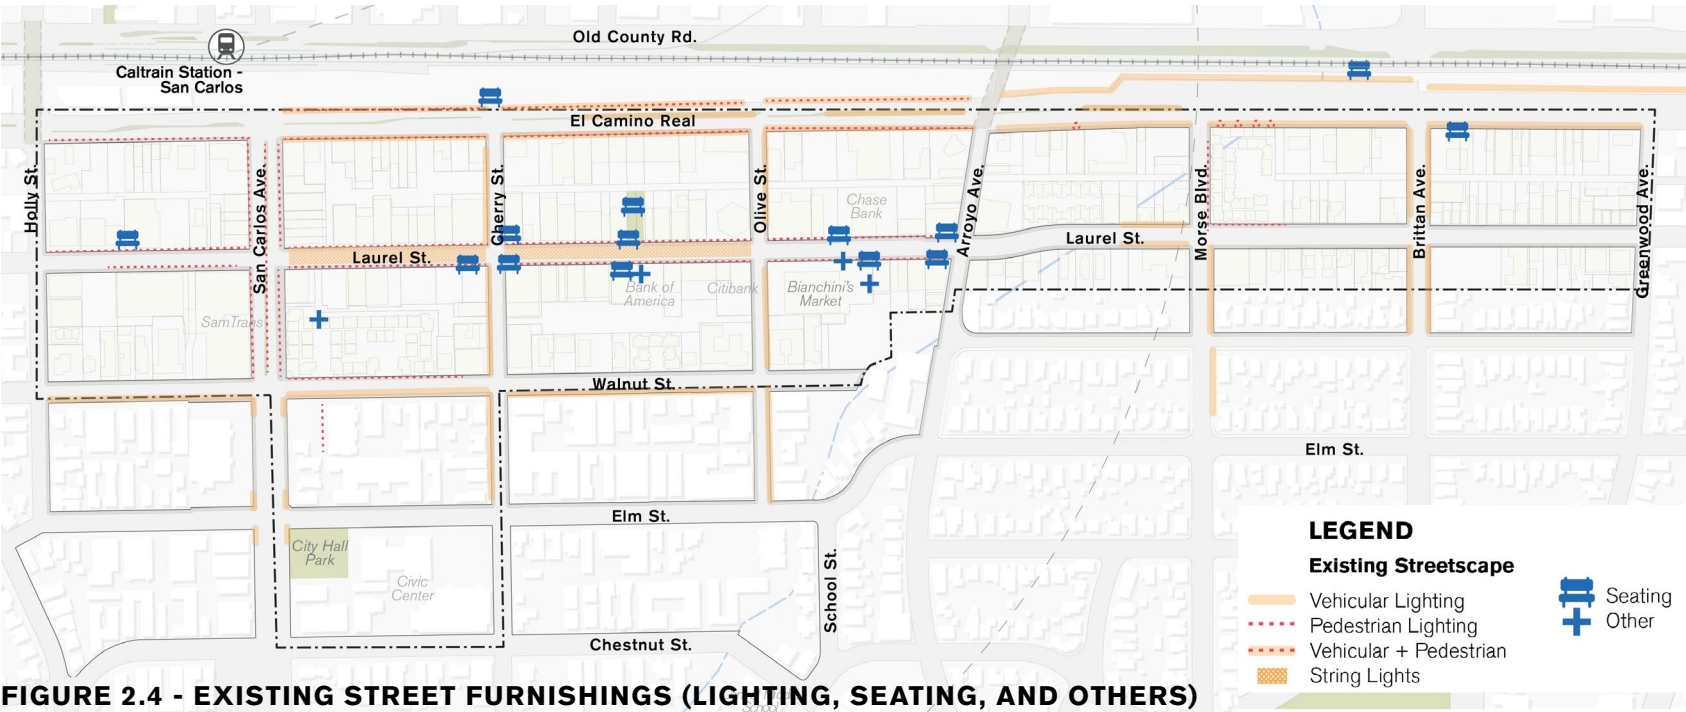 Old County Rd.
Caltrain Station -
San Carlos
El Camino Real
Holly St.
San Carlos Ave.
Cherry St.
Olive St.
Chase
Bank
Arroyo Ave.
Morse Blvd.
Brittan Ave.
Greenwood Ave.
Laurel St.
Laurel St.
SamTrans
Bank of
America
Citibank
Bianchini's
Market
Walnut St.
Elm St.
Elm St.
City Hall
Park
Civic
Center
School St.
Chestnut St.
LEGEND
Existing Streetscape
Vehicular Lighting
Pedestrian Lighting
Vehicular + Pedestrian
String Lights
Seating
Other
School
FIGURE 2.4 - EXISTING STREET FURNISHINGS (LIGHTING, SEATING, AND OTHERS)